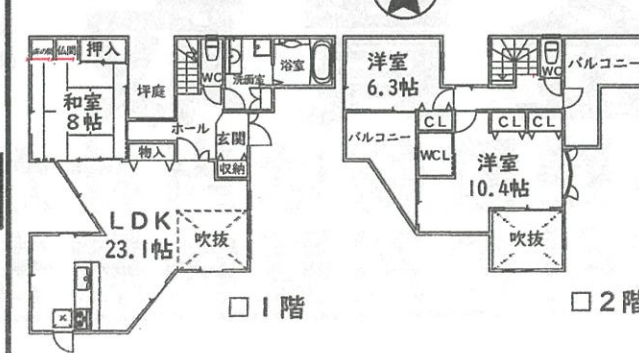 床の間
仏間
押入
和室
8帖
坪庭
WC
洗面室
浴室
ホール
玄関
物入
収納
LDK
23.1帖
吹抜
□1階
洋室
6.3帖
WC
バルコニー
バルコニー
CL
CL
CL
WCL
洋室
10.4帖
吹抜
□2階